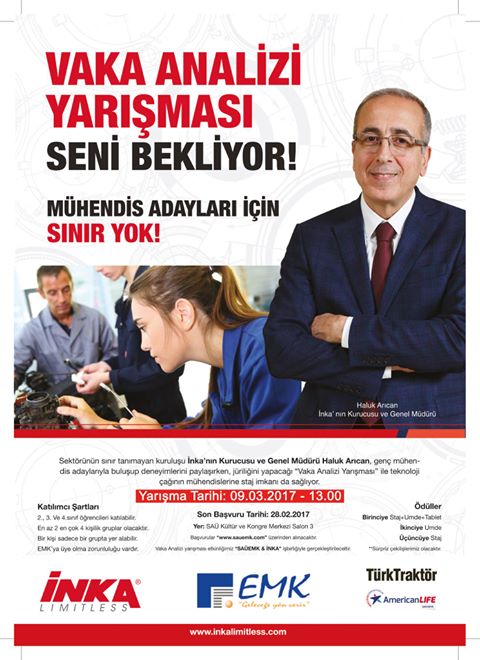 VAKA ANALİZİ
YARIŞMASI
SENİ BEKLİYOR!
MÜHENDİS ADAYLARI İÇİN
SINIR YOK!
Haluk Arıcan
İnka' nın Kurucusu ve Genel Müdürü
Sektörünün sınır tanımayan kuruluşu İnka'nın Kurucusu ve Genel Müdürü Haluk Arıcan, genç mühen-
dis adaylarıyla buluşup deneyimlerini paylaşırken, jüriliğini yapacağı "Vaka Analizi Yarışması" ile teknoloji
çağının mühendislerine staj imkanı da sağlıyor.
Yarışma Tarihi: 09.03.2017 - 13.00
Katılımcı Şartları
2., 3. Ve 4.sınıf öğrencileri katılabilir.
En az 2 en çok 4 kişilik gruplar olacaktır.
Bir kişi sadece bir grupta yer alabilir.
EMK'ya üye olma zorunluluğu vardır.
Son Başvuru Tarihi: 28.02.2017
Yer: SAÜ Kültür ve Kongre Merkezi Salon 3
Başvurular "www.sauemk.com" üzerinden alınacaktır.
Vaka Analizi yarışması etkinliğimiz "SAÜEMK & İNKA" işbirliğiyle gerçekleştirilecektir.
Ödüller
Birinciye Staj+Umde+Tablet
İkinciye Umde
Üçüncüye Staj
**Sürpriz çekilişlerimiz olacaktır.
İNKA
LIMITLESS
EMK
"Geleceğe yön verir"
TürkTraktör
AmericanLIFE
www.inkalimitless.com